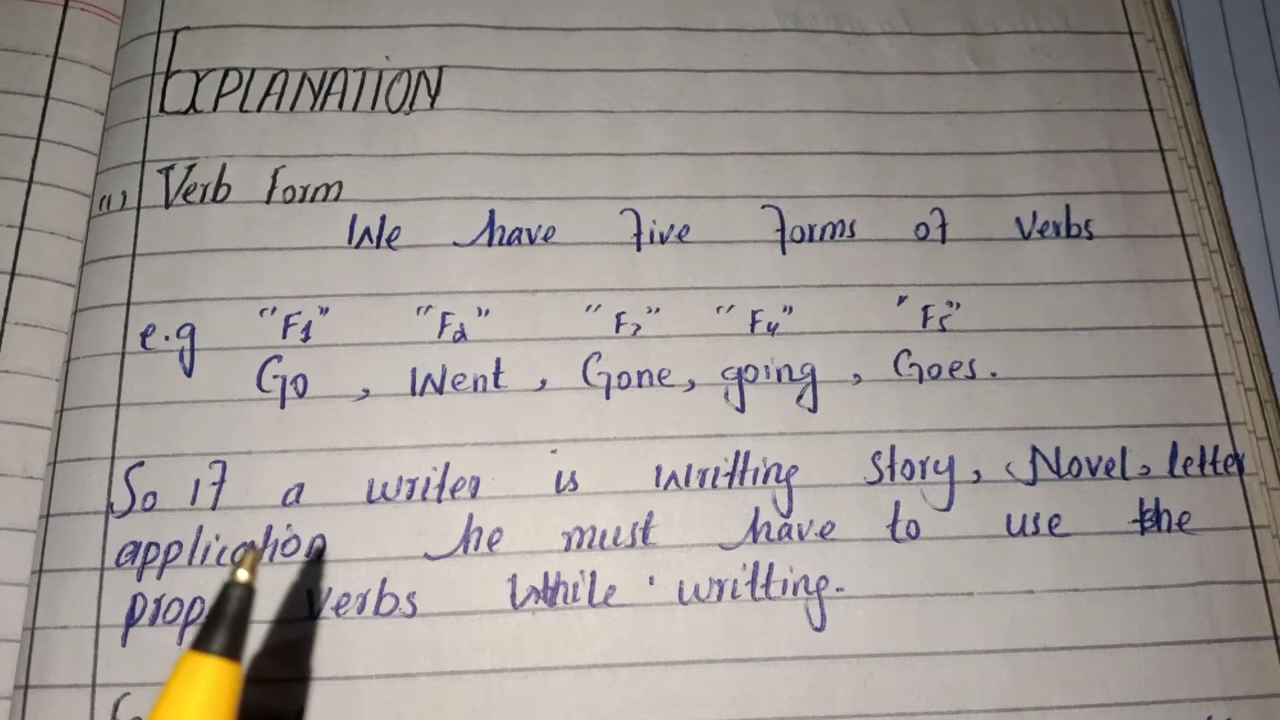 EXPLANATION
(1) Verb Form
We have Five Forms of Verbs
e.g "F1" "F2" "F3" "F4" "F5"
Go, Went, Gone, going, Goes.
So if a writer is writting Story, Novel, letter
application he must have to use the
verbs while writting.